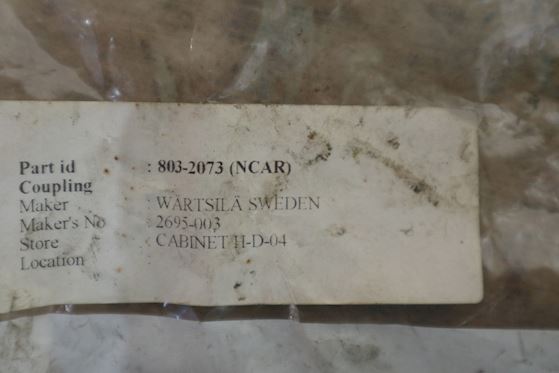 Part id : 803-2073 (NCAR)
Coupling
Maker : WÄRTSILÄ SWEDEN
Maker's No : 2695-003
Store : CABINET H-D-04
Location